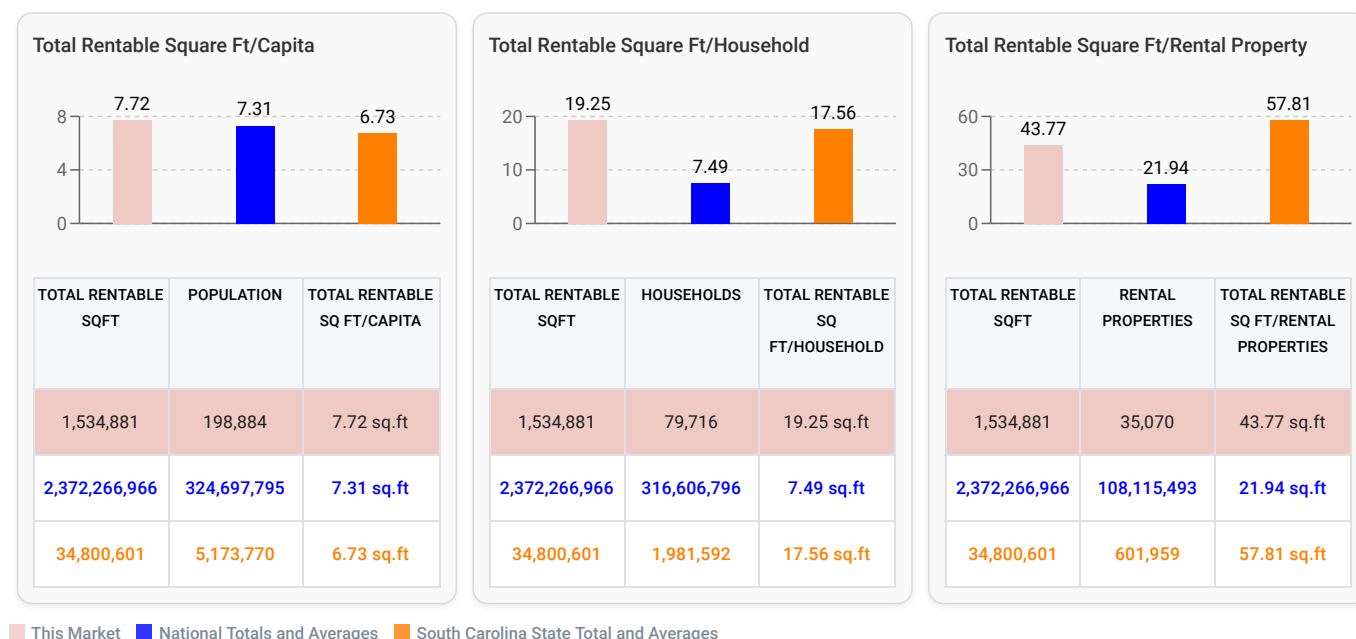 Total Rentable Square Ft/Capita
8
4
0
7.72
7.31
6.73
TOTAL RENTABLE
SQFT
POPULATION
TOTAL RENTABLE
SQ FT/CAPITA
1,534,881
198,884
7.72 sq.ft
2,372,266,966
324,697,795
7.31 sq.ft
34,800,601
5,173,770
6.73 sq.ft
Total Rentable Square Ft/Household
20
10
0
19.25
7.49
17.56
TOTAL RENTABLE
SQFT
HOUSEHOLDS
TOTAL RENTABLE
SQ
FT/HOUSEHOLD
1,534,881
79,716
19.25 sq.ft
2,372,266,966
316,606,796
7.49 sq.ft
34,800,601
1,981,592
17.56 sq.ft
Total Rentable Square Ft/Rental Property
60
30
0
43.77
21.94
57.81
TOTAL RENTABLE
SQFT
RENTAL
PROPERTIES
TOTAL RENTABLE
SQ FT/RENTAL
PROPERTIES
1,534,881
35,070
43.77 sq.ft
2,372,266,966
108,115,493
21.94 sq.ft
34,800,601
601,959
57.81 sq.ft
This Market
National Totals and Averages
South Carolina State Total and Averages